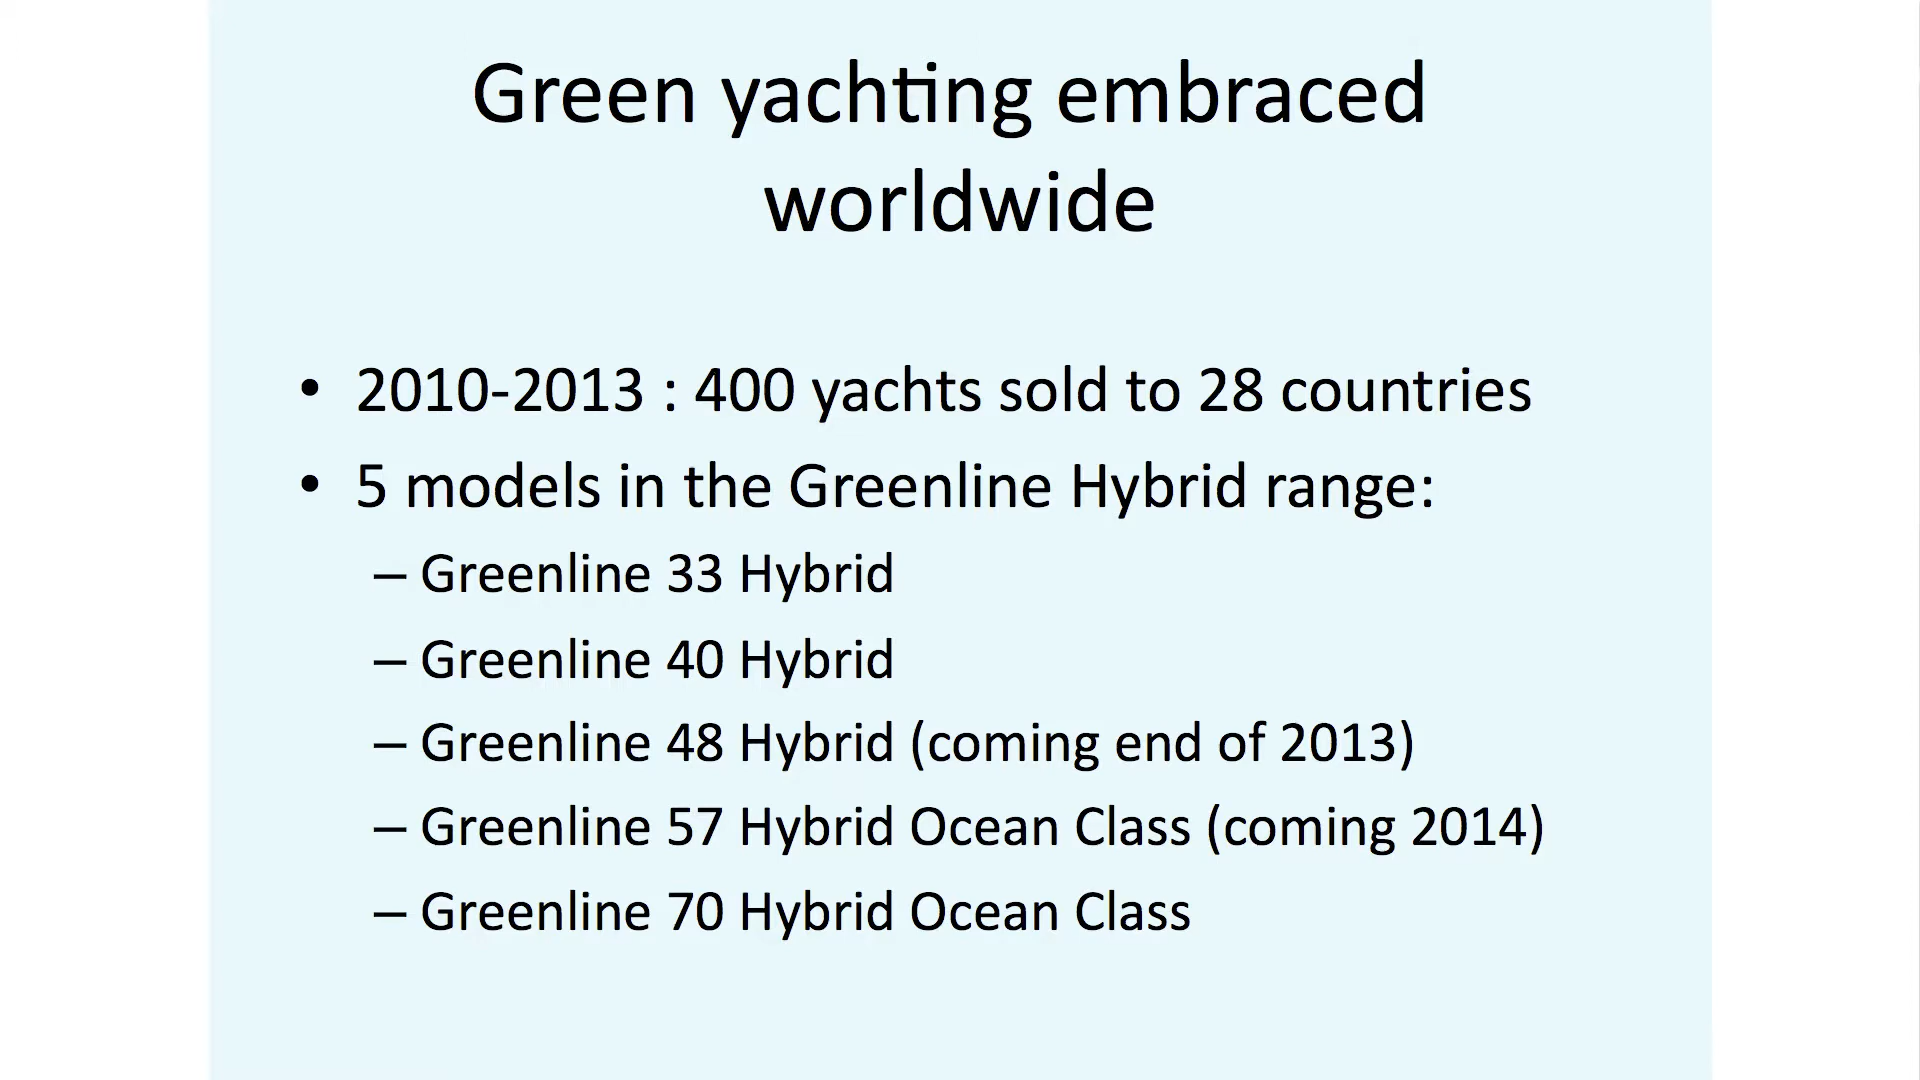 Green yachting embraced
worldwide
• 2010-2013 : 400 yachts sold to 28 countries
• 5 models in the Greenline Hybrid range:
– Greenline 33 Hybrid
– Greenline 40 Hybrid
– Greenline 48 Hybrid (coming end of 2013)
– Greenline 57 Hybrid Ocean Class (coming 2014)
– Greenline 70 Hybrid Ocean Class